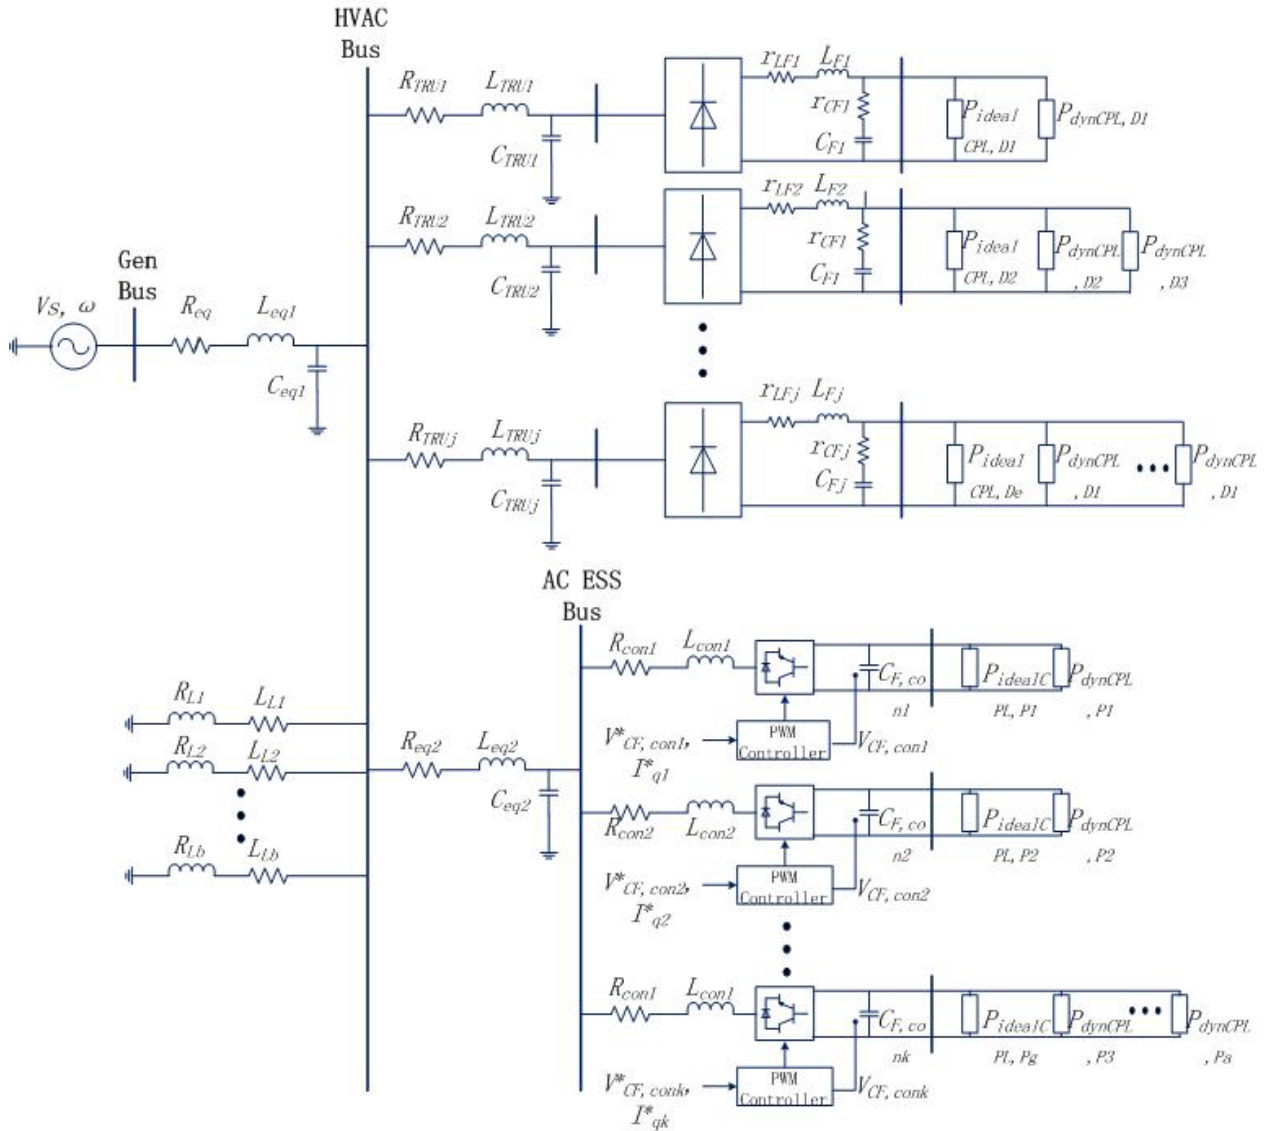 HVAC
Bus
R_TRU1 L_TRU1
C_TRU1
r_LF1 L_F1
r_CF1
C_F1
P_ideal
CPL, D1
P_dynCPL, D1
R_TRU2 L_TRU2
C_TRU2
r_LF2 L_F2
r_CF1
C_F1
P_ideal
CPL, D2
P_dynCPL
, D2
P_dynCPL
, D3
Gen
Bus
Vs, ω
R_eq
L_eq1
C_eq1
R_TRUj L_TRUj
C_TRUj
r_LFj L_Fj
r_CFj
C_Fj
P_ideal
CPL, De
P_dynCPL
, D1
P_dynCPL
, D1
AC ESS
Bus
R_con1 L_con1
C_F, co
n1
P_idealC
PL, P1
P_dynCPL
, P1
V*_CF, con1,
I*_q1
PWM
Controller
V_CF, con1
R_L1 L_L1
R_L2 L_L2
R_Lb L_Lb
R_eq2 L_eq2
C_eq2
R_con2 L_con2
C_F, co
n2
P_idealC
PL, P2
P_dynCPL
, P2
V*_CF, con2,
I*_q2
PWM
Controller
V_CF, con2
R_con1 L_con1
C_F, co
nk
P_idealC
PL, Pg
P_dynCPL
, P3
P_dynCPL
, Pa
V*_CF, conk,
I*_qk
PWM
Controller
V_CF, conk